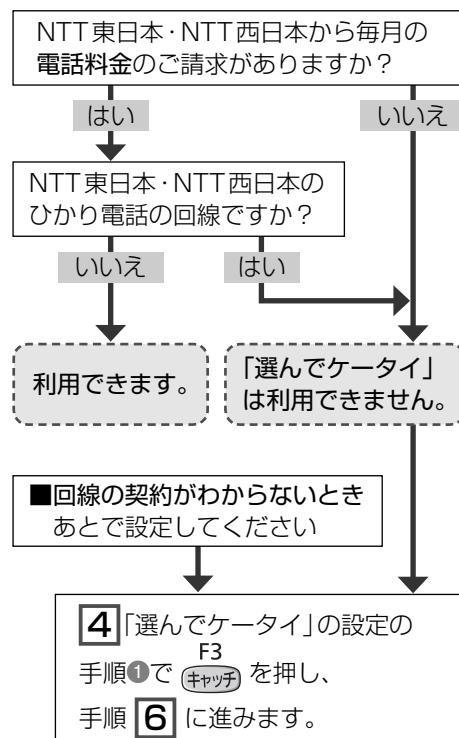 NTT東日本・NTT西日本から毎月の
電話料金のご請求がありますか？
はい
いいえ
NTT東日本・NTT西日本の
ひかり電話の回線ですか？
いいえ
はい
利用できます。
「選んでケータイ」
は利用できません。
■回線の契約がわからないとき
あとで設定してください
4「選んでケータイ」の設定の
F3
手順❶で キャッチ を押し、
手順 6 に進みます。